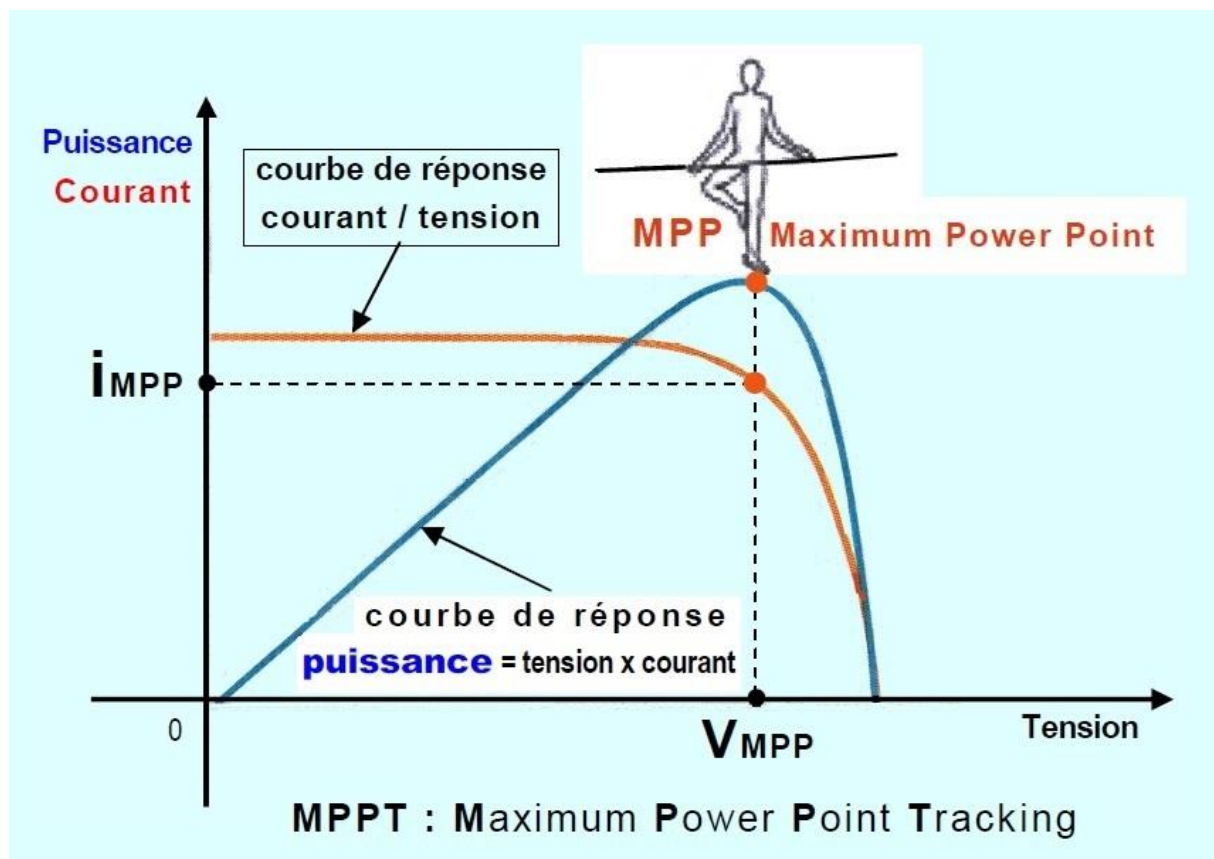 Puissance
Courant
courbe de réponse
courant / tension
MPP Maximum Power Point
iMPP
courbe de réponse
puissance = tension x courant
0
VMPP
Tension
MPPT : Maximum Power Point Tracking